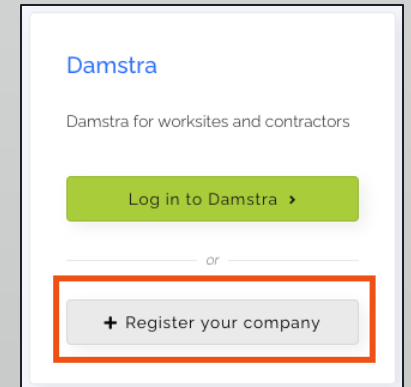 Damstra
Damstra for worksites and contractors
Log in to Damstra >
or
+ Register your company